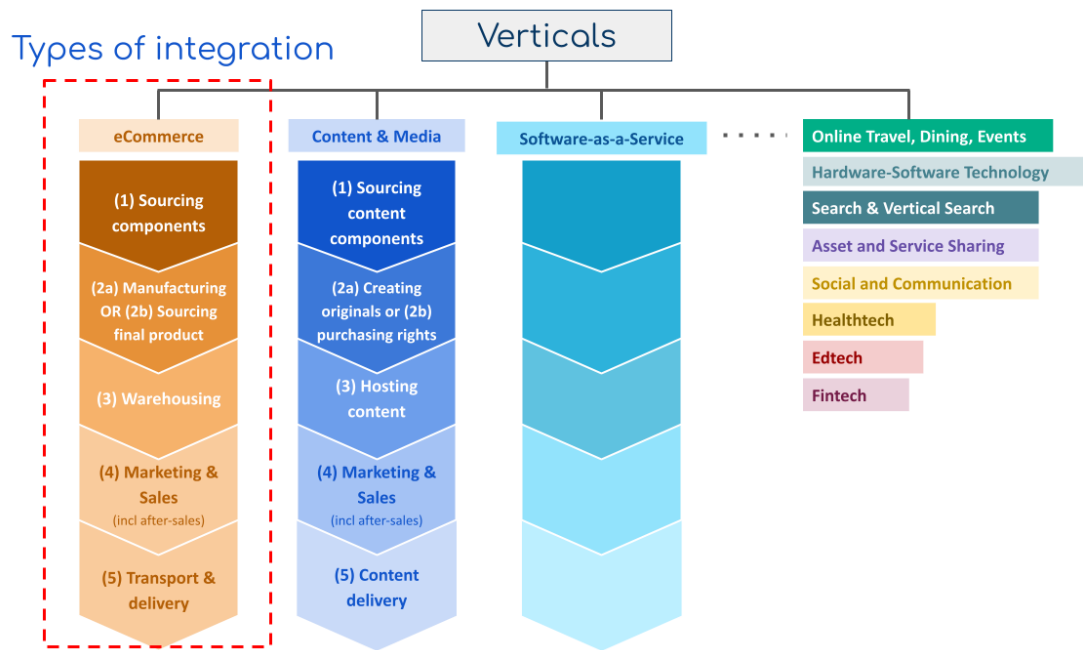 Types of integration
Verticals
eCommerce
(1) Sourcing
components
(2a) Manufacturing
OR (2b) Sourcing
final product
(3) Warehousing
(4) Marketing &
Sales
(incl after-sales)
(5) Transport &
delivery
Content & Media
(1) Sourcing
content
components
(2a) Creating
originals or (2b)
purchasing rights
(3) Hosting
content
(4) Marketing &
Sales
(incl after-sales)
(5) Content
delivery
Software-as-a-Service
Online Travel, Dining, Events
Hardware-Software Technology
Search & Vertical Search
Asset and Service Sharing
Social and Communication
Healthtech
Edtech
Fintech